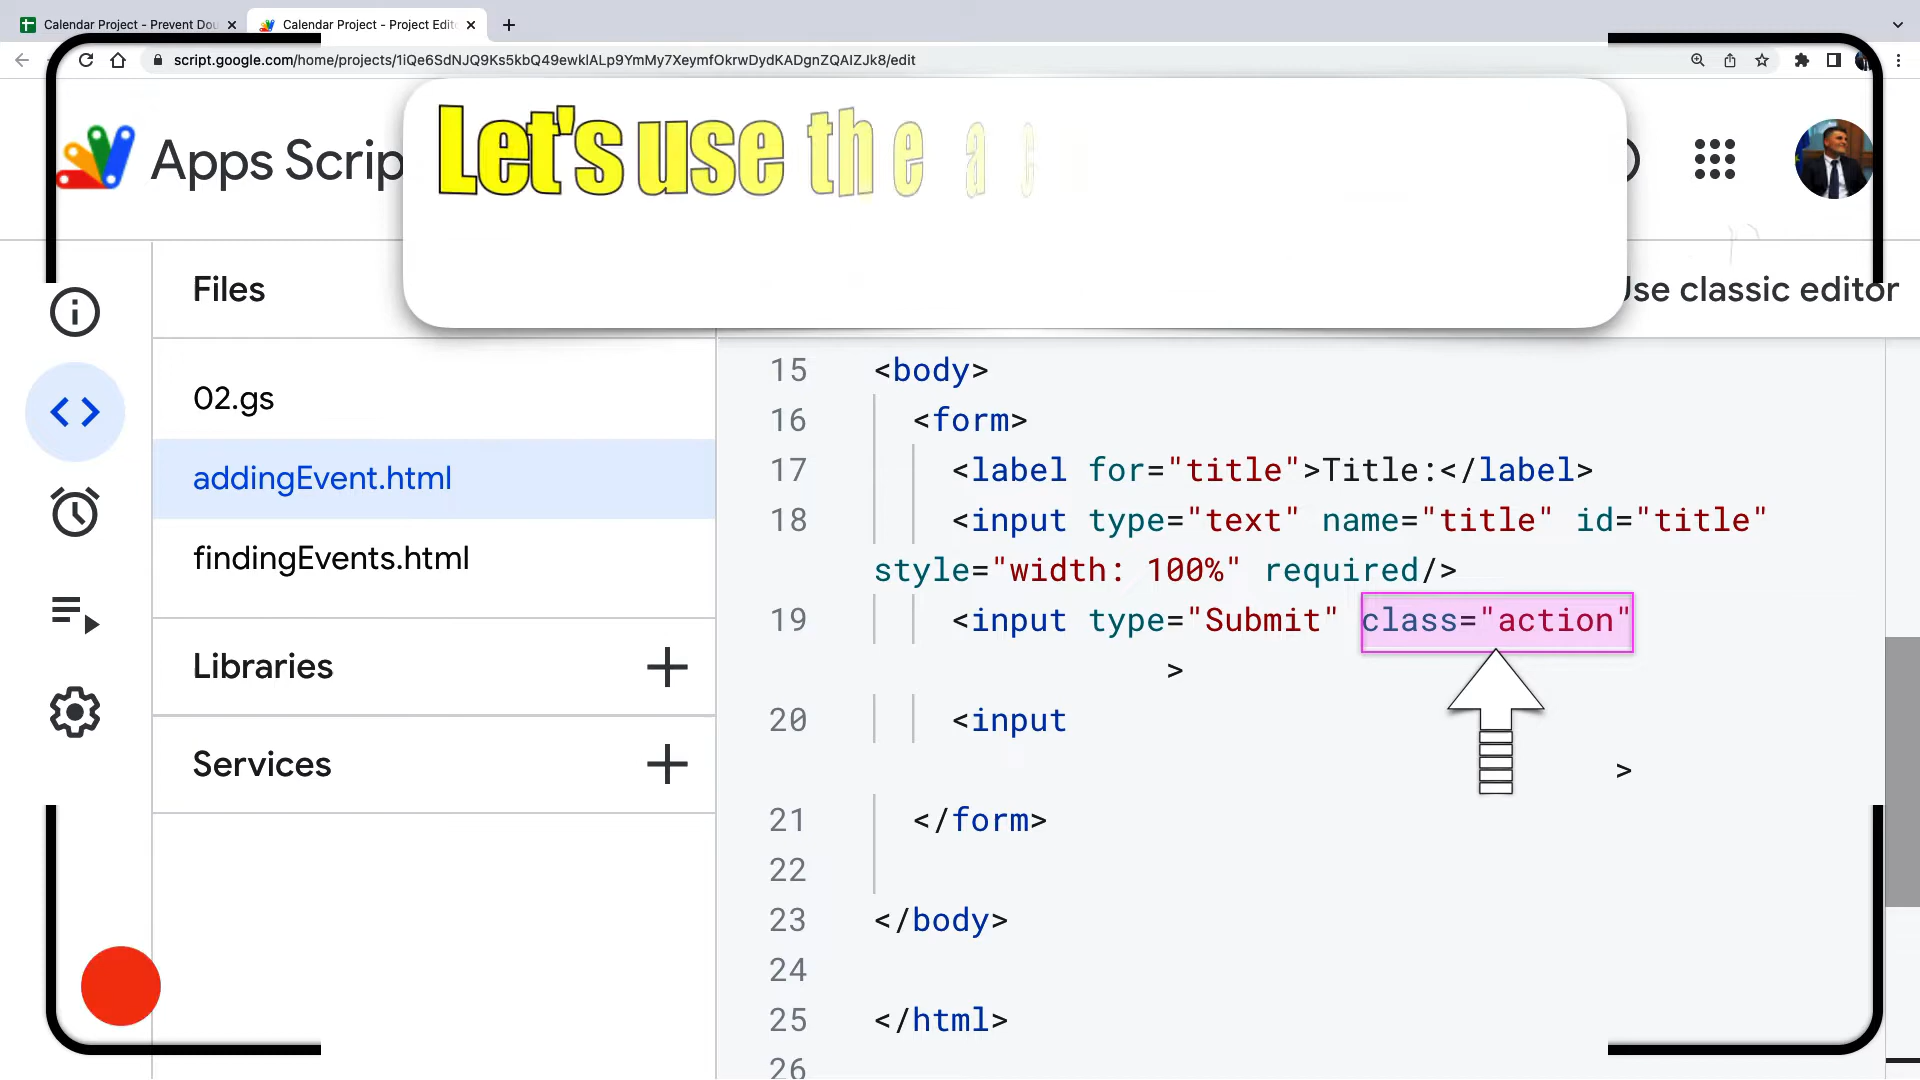 Calendar Project - Prevent Dou
Calendar Project - Project Edit
script.google.com/home/projects/1iQe6SdNJQ9Ks5kbQ49ewklALp9YmMy7XeymfOkrwDydKADgnZQAIZJk8/edit
Apps Scrip
Let's use the ac
Files
Use classic editor
02.gs
addingEvent.html
findingEvents.html
Libraries
Services
15 <body>
16 <form>
17 <label for="title">Title:</label>
18 <input type="text" name="title" id="title"
style="width: 100%" required/>
19 <input type="Submit" class="action"
>
20 <input
>
21 </form>
22
23 </body>
24
25 </html>
26